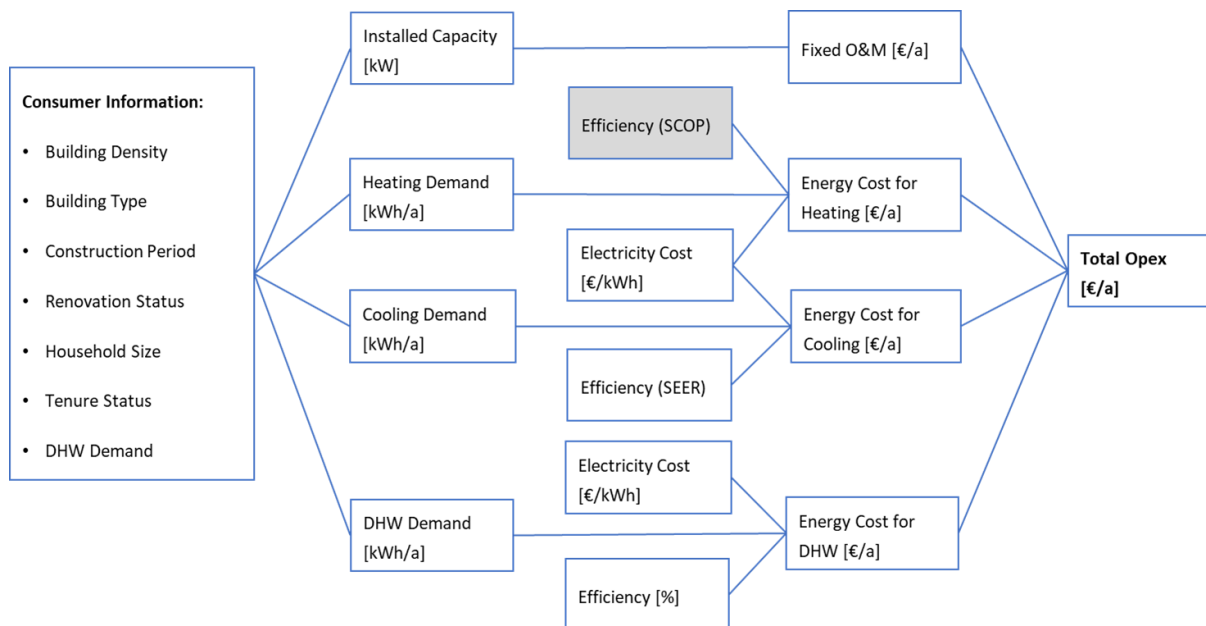 Consumer Information:
• Building Density
• Building Type
• Construction Period
• Renovation Status
• Household Size
• Tenure Status
• DHW Demand
Installed Capacity
[kW]
Heating Demand
[kWh/a]
Cooling Demand
[kWh/a]
DHW Demand
[kWh/a]
Efficiency (SCOP)
Electricity Cost
[€/kWh]
Efficiency (SEER)
Electricity Cost
[€/kWh]
Efficiency [%]
Fixed O&M [€/a]
Energy Cost for
Heating [€/a]
Energy Cost for
Cooling [€/a]
Energy Cost for
DHW [€/a]
Total Opex
[€/a]